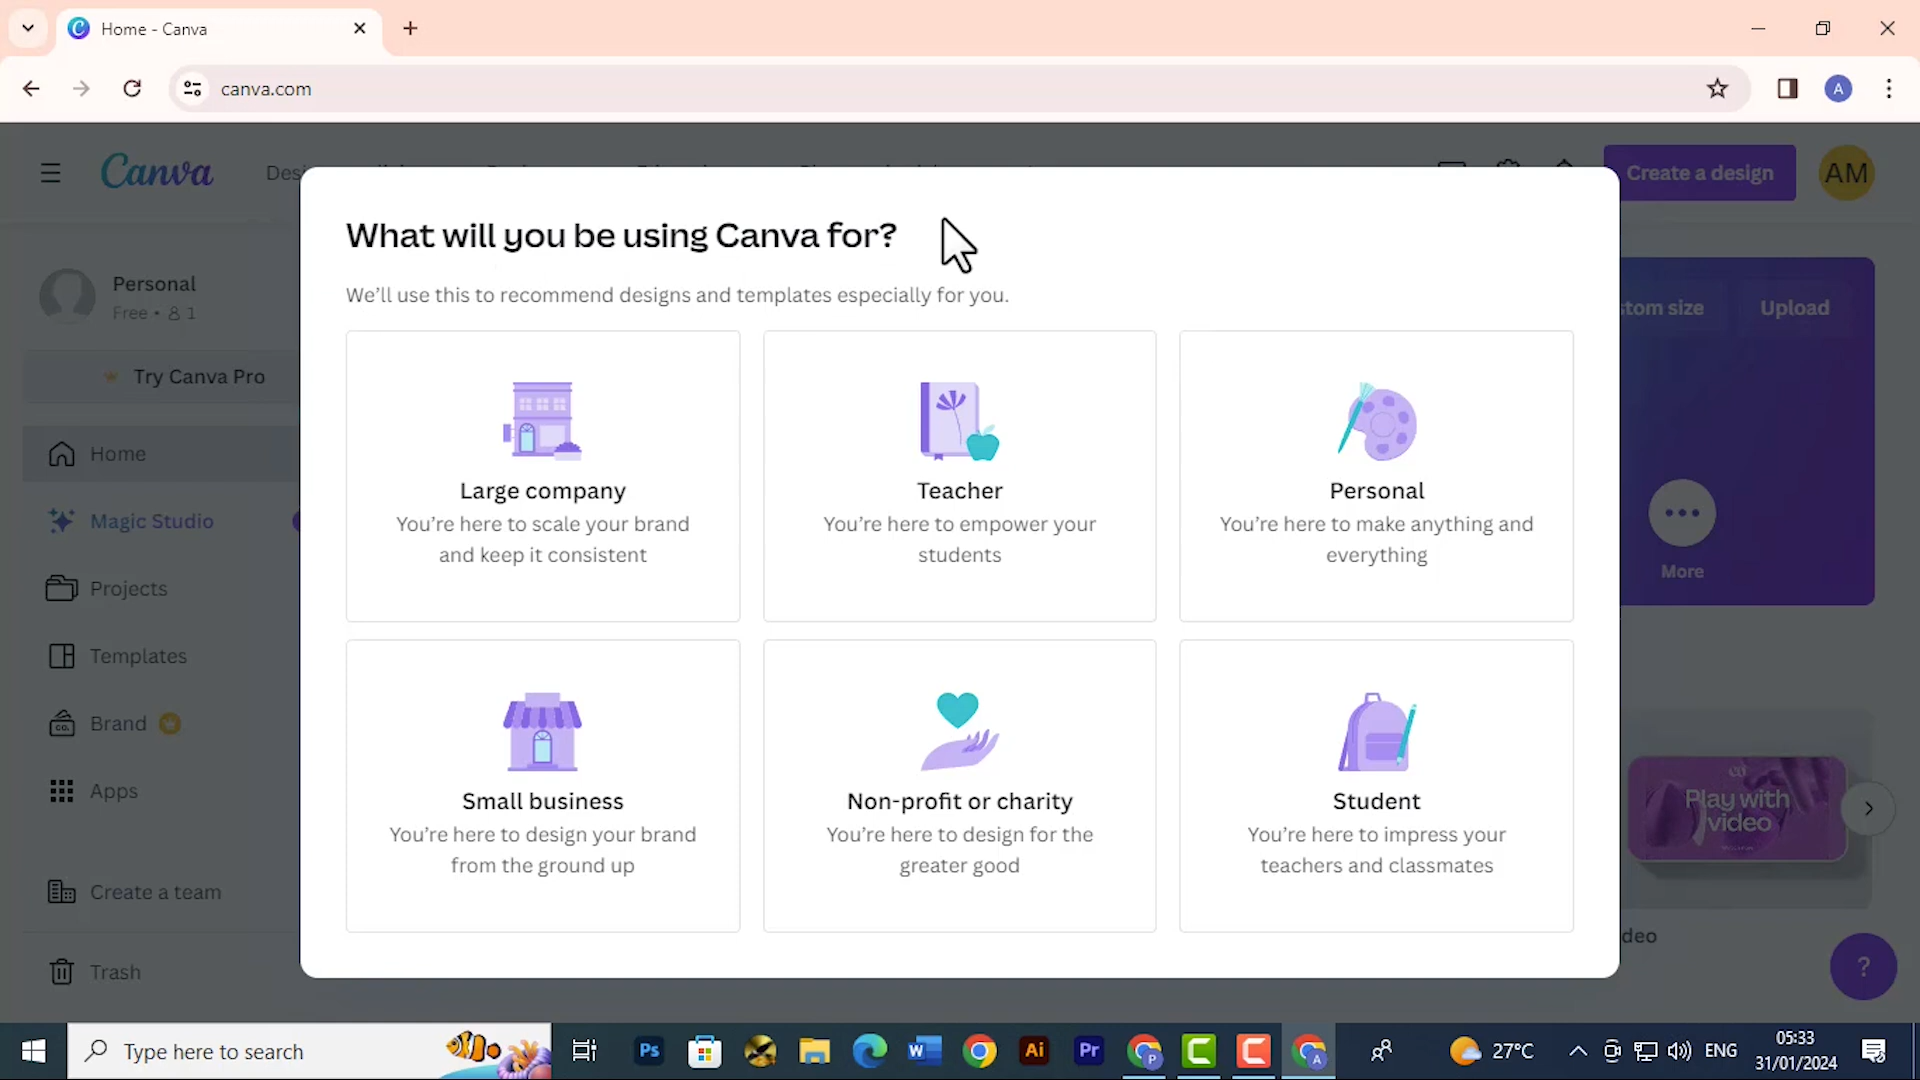 Home - Canva
canva.com
Canva
Create a design
AM
What will you be using Canva for?
We'll use this to recommend designs and templates especially for you.
Personal
Free • 1
Try Canva Pro
Home
Magic Studio
Projects
Templates
Brand
Apps
Create a team
Trash
Large company
You're here to scale your brand
and keep it consistent
Teacher
You're here to empower your
students
Personal
You're here to make anything and
everything
Small business
You're here to design your brand
from the ground up
Non-profit or charity
You're here to design for the
greater good
Student
You're here to impress your
teachers and classmates
tom size
Upload
More
Play with
video
deo
?
Type here to search
Ps
W
Ai
Pr
P
A
27°C
ENG
05:33
31/01/2024